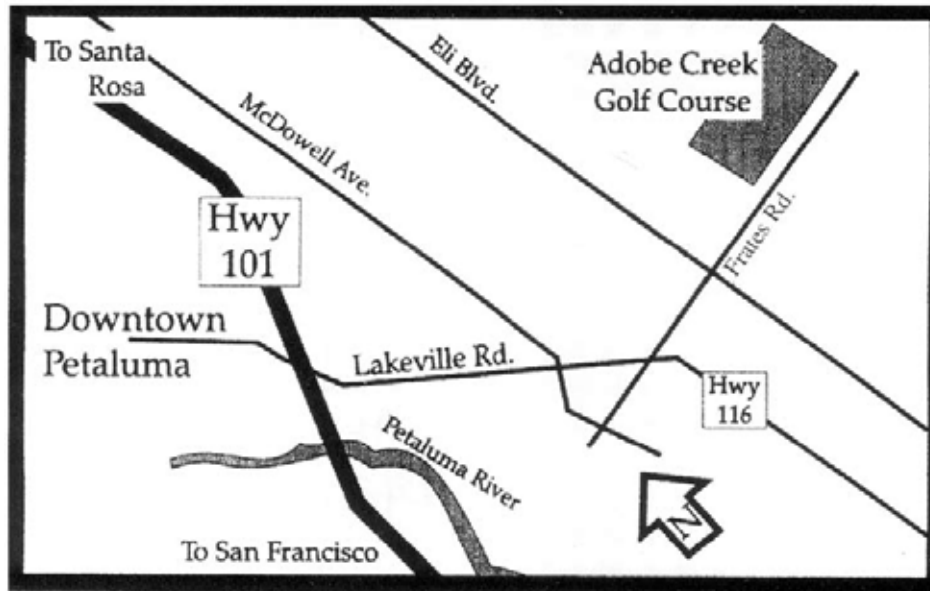 To Santa
Rosa
Eli Blvd.
Adobe Creek
Golf Course
McDowell Ave.
Hwy
101
Frates Rd.
Downtown
Petaluma
Lakeville Rd.
Hwy
116
Petaluma River
N
To San Francisco